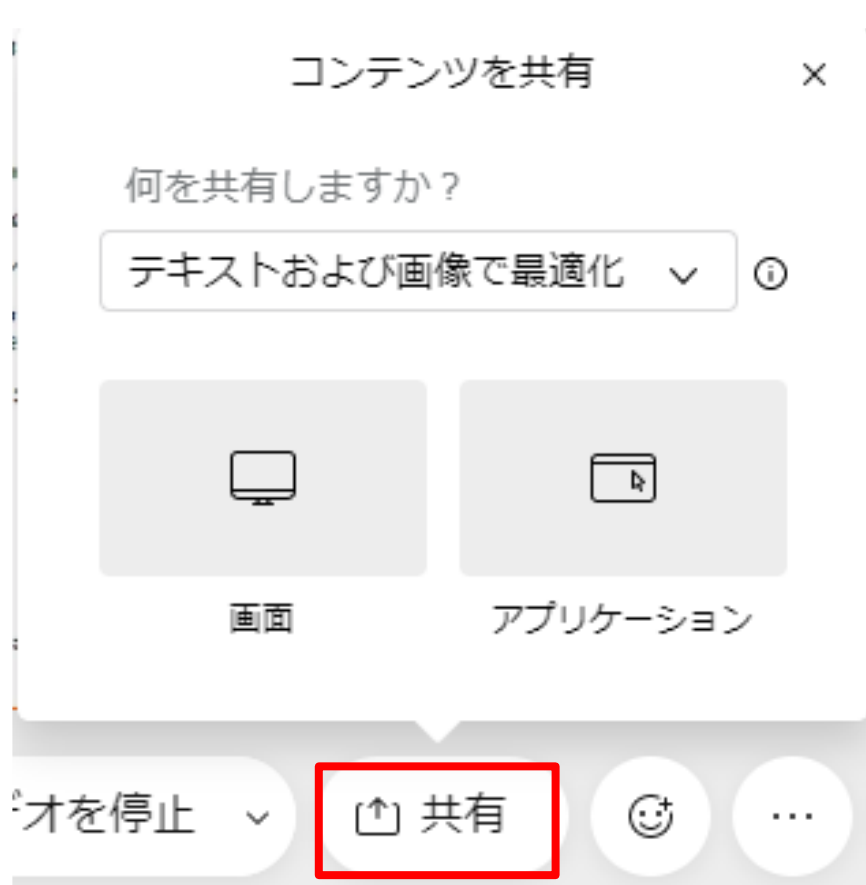 コンテンツを共有
何を共有しますか？
テキストおよび画像で最適化
画面
アプリケーション
デオを停止
共有